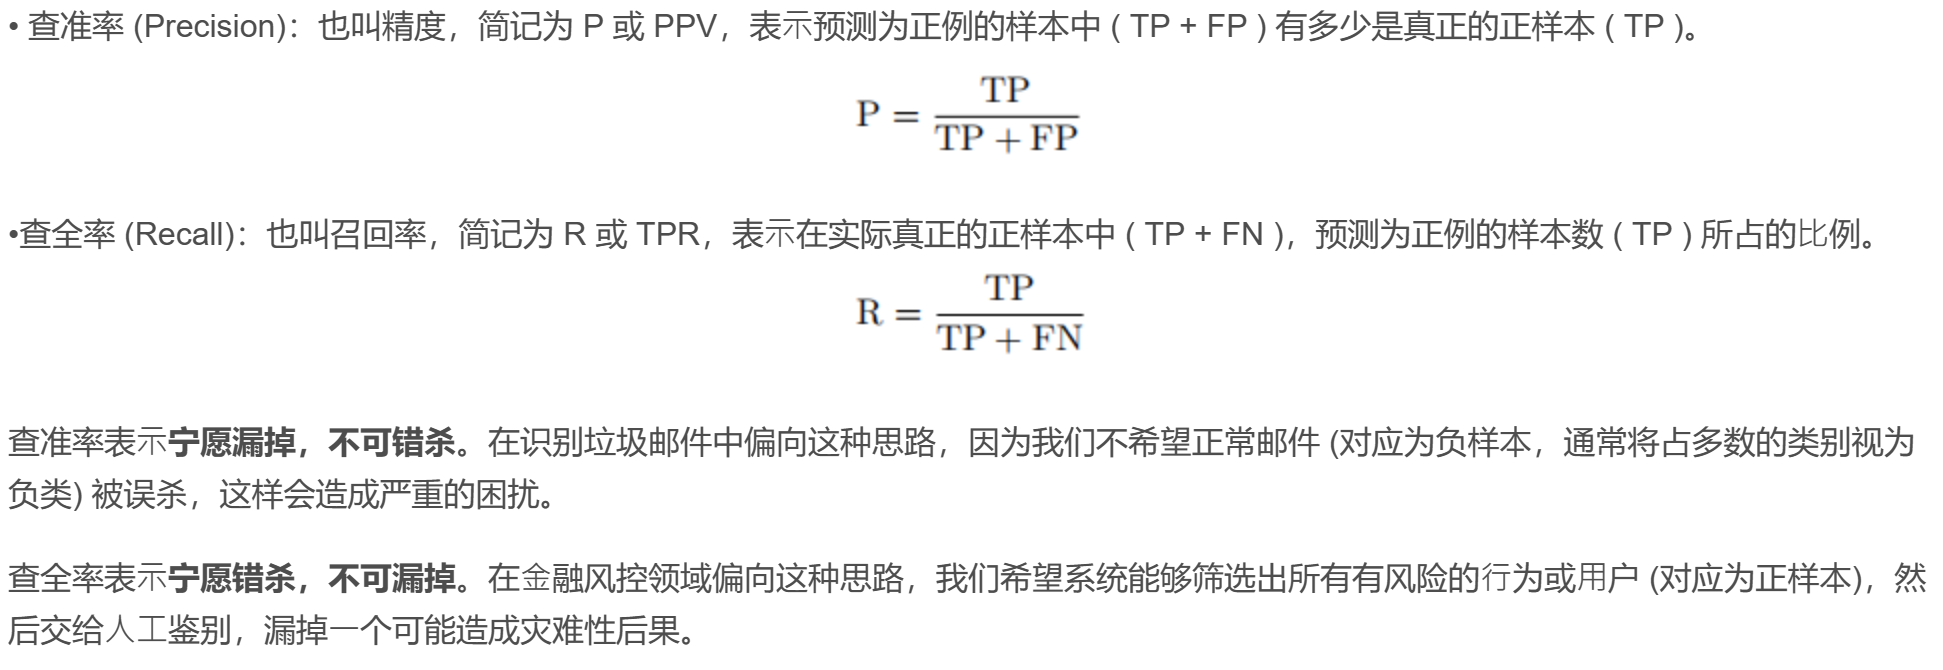 • 查准率 (Precision)：也叫精度，简记为 P 或 PPV，表示预测为正例的样本中 ( TP + FP ) 有多少是真正的正样本 ( TP )。
P = TP / (TP + FP)
•查全率 (Recall)：也叫召回率，简记为 R 或 TPR，表示在实际真正的正样本中 ( TP + FN )，预测为正例的样本数 ( TP ) 所占的比例。
R = TP / (TP + FN)
查准率表示宁愿漏掉，不可错杀。在识别垃圾邮件中偏向这种思路，因为我们不希望正常邮件 (对应为负样本，通常将占多数的类别视为
负类) 被误杀，这样会造成严重的困扰。
查全率表示宁愿错杀，不可漏掉。在金融风控领域偏向这种思路，我们希望系统能够筛选出所有有风险的行为或用户 (对应为正样本)，然
后交给人工鉴别，漏掉一个可能造成灾难性后果。